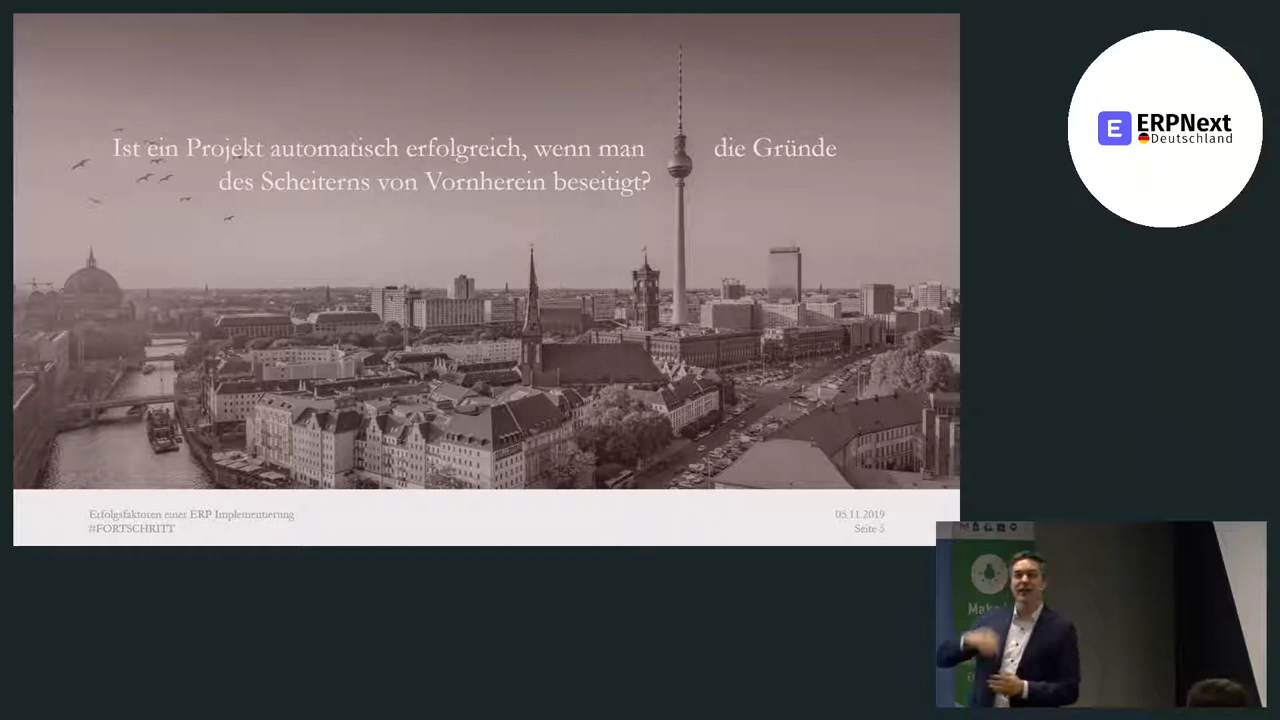 Ist ein Projekt automatisch erfolgreich, wenn man die Gründe
des Scheiterns von Vornherein beseitigt?
E ERPNext
Deutschland
Erfolgsfaktoren einer ERP Implementierung
05.11.2019
#FORTSCHRITT
Seite 5